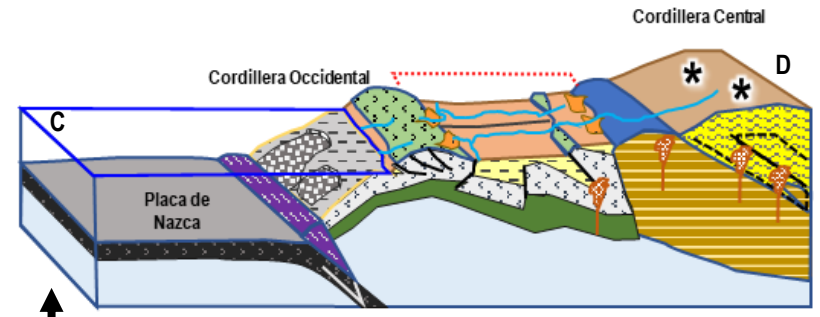 Cordillera Central
D
Cordillera Occidental
C
Placa de
Nazca